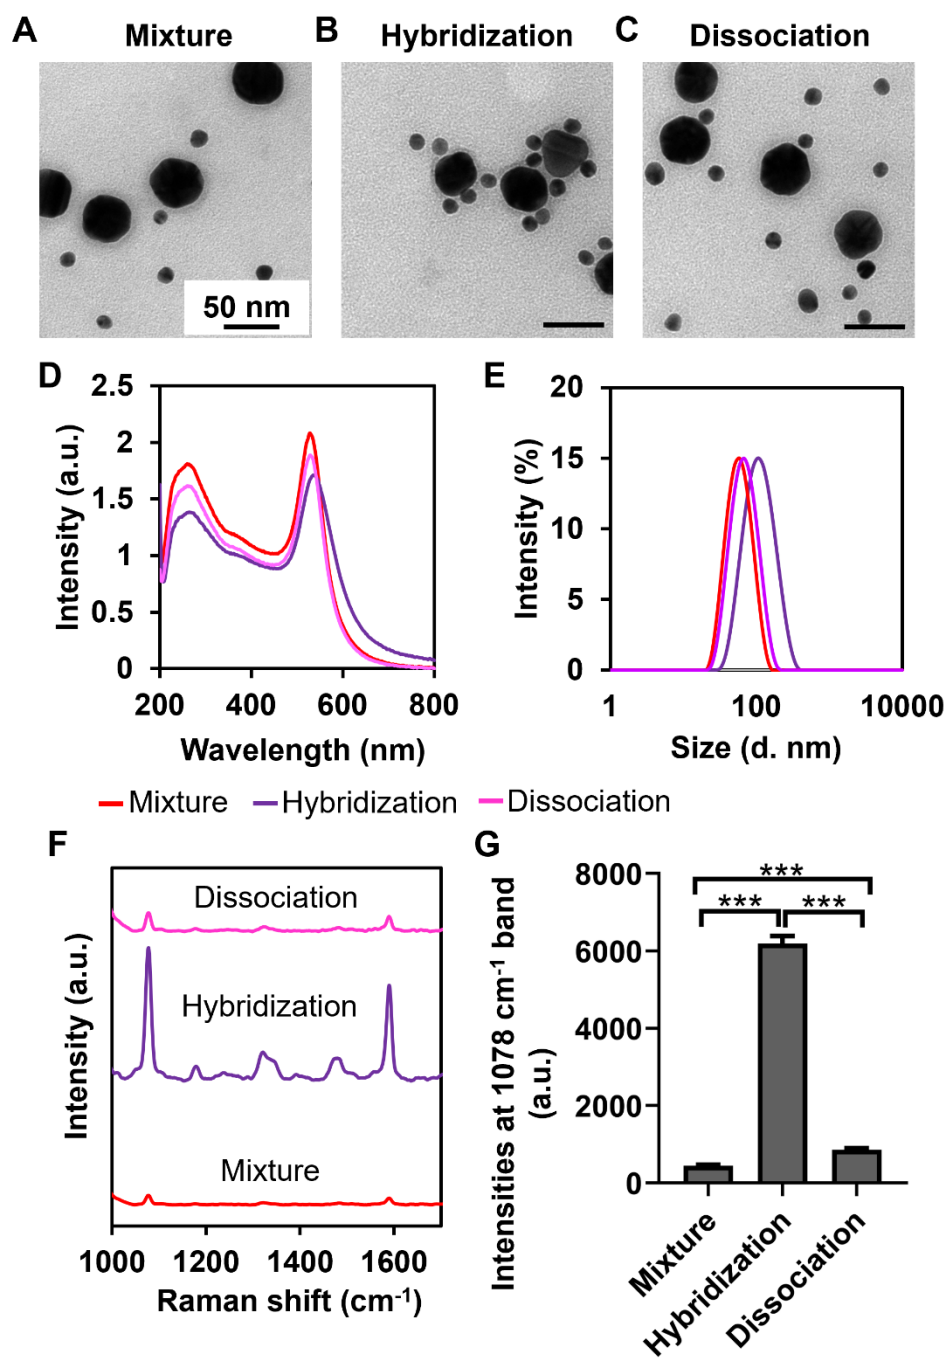 A Mixture
B Hybridization
C Dissociation
50 nm
D
2.5
2
1.5
1
0.5
0
Intensity (a.u.)
200 400 600 800
Wavelength (nm)
E
20
15
10
5
0
Intensity (%)
1 100 10000
Size (d. nm)
Mixture Hybridization Dissociation
F
Dissociation
Hybridization
Mixture
Intensity (a.u.)
1000 1200 1400 1600
Raman shift (cm⁻¹)
G
8000
6000
4000
2000
0
Intensities at 1078 cm⁻¹ band
(a.u.)
***
*** ***
Mixture
Hybridization
Dissociation